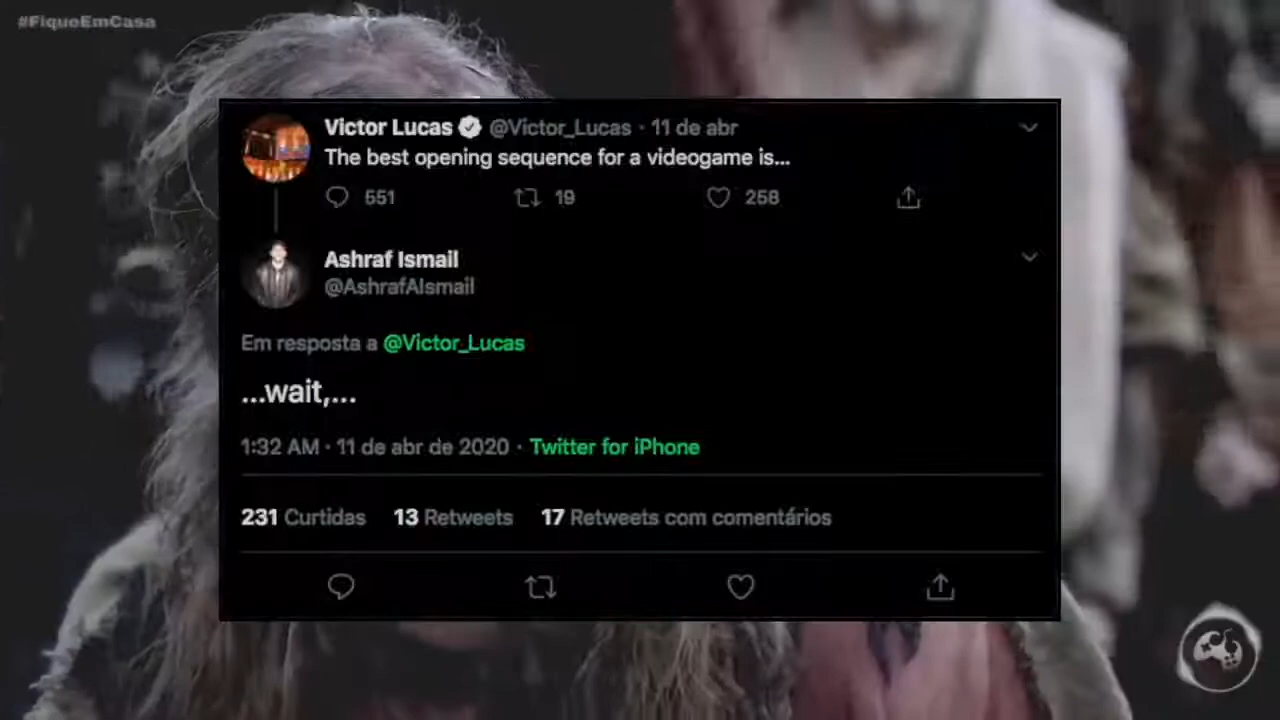 #FiqueEmCasa
Victor Lucas @Victor_Lucas · 11 de abr
The best opening sequence for a videogame is...
551 19 258
Ashraf Ismail
@AshrafAIsmail
Em resposta a @Victor_Lucas
...wait,...
1:32 AM · 11 de abr de 2020 · Twitter for iPhone
231 Curtidas 13 Retweets 17 Retweets com comentários